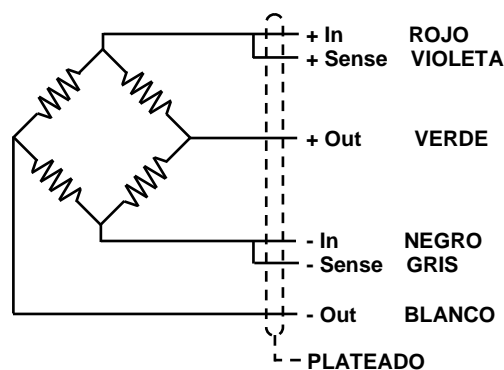 + In ROJO
+ Sense VIOLETA
+ Out VERDE
- In NEGRO
- Sense GRIS
- Out BLANCO
PLATEADO